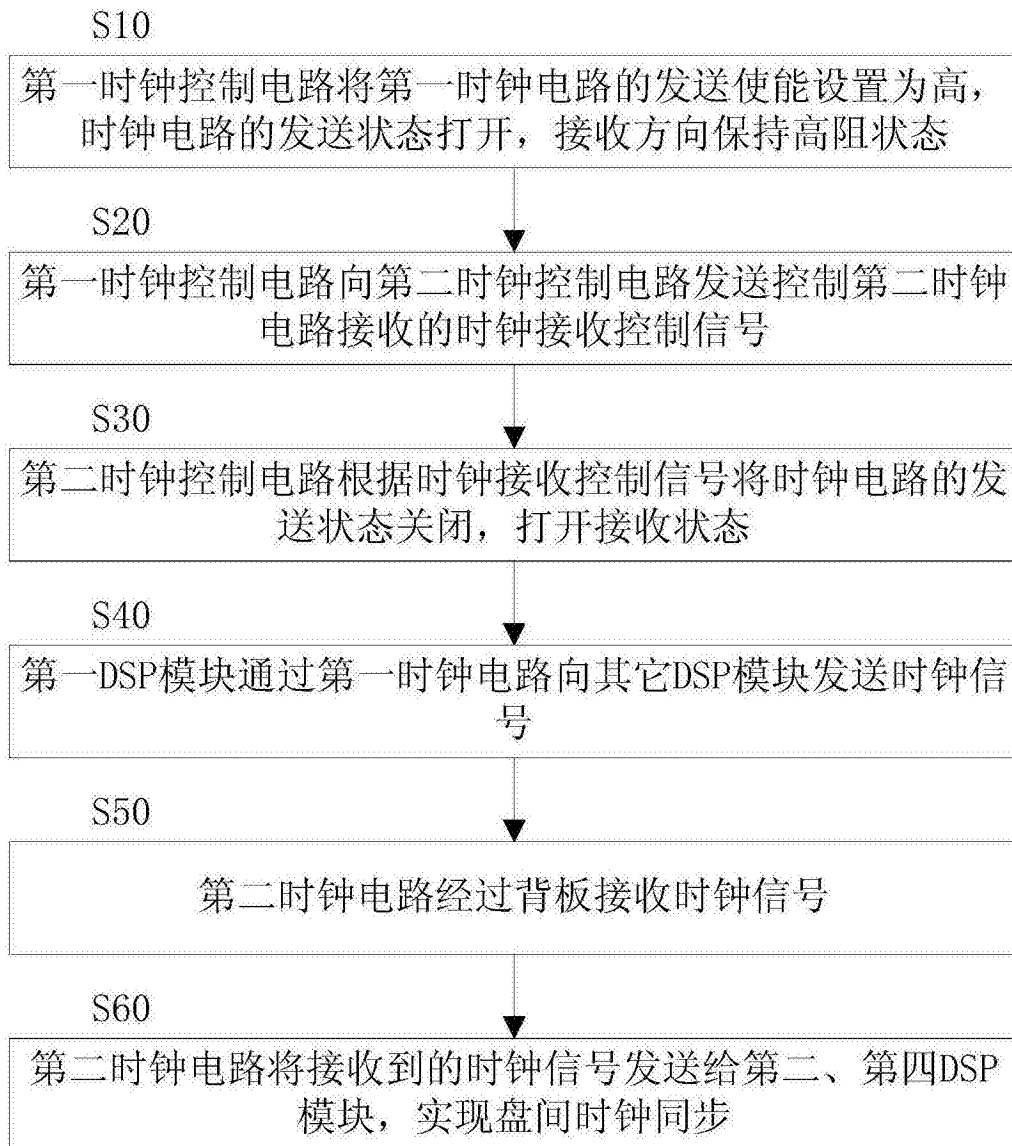 S10
第一时钟控制电路将第一时钟电路的发送使能设置为高，
时钟电路的发送状态打开，接收方向保持高阻状态
S20
第一时钟控制电路向第二时钟控制电路发送控制第二时钟
电路接收的时钟接收控制信号
S30
第二时钟控制电路根据时钟接收控制信号将时钟电路的发
送状态关闭，打开接收状态
S40
第一DSP模块通过第一时钟电路向其它DSP模块发送时钟信
号
S50
第二时钟电路经过背板接收时钟信号
S60
第二时钟电路将接收到的时钟信号发送给第二、第四DSP
模块，实现盘间时钟同步